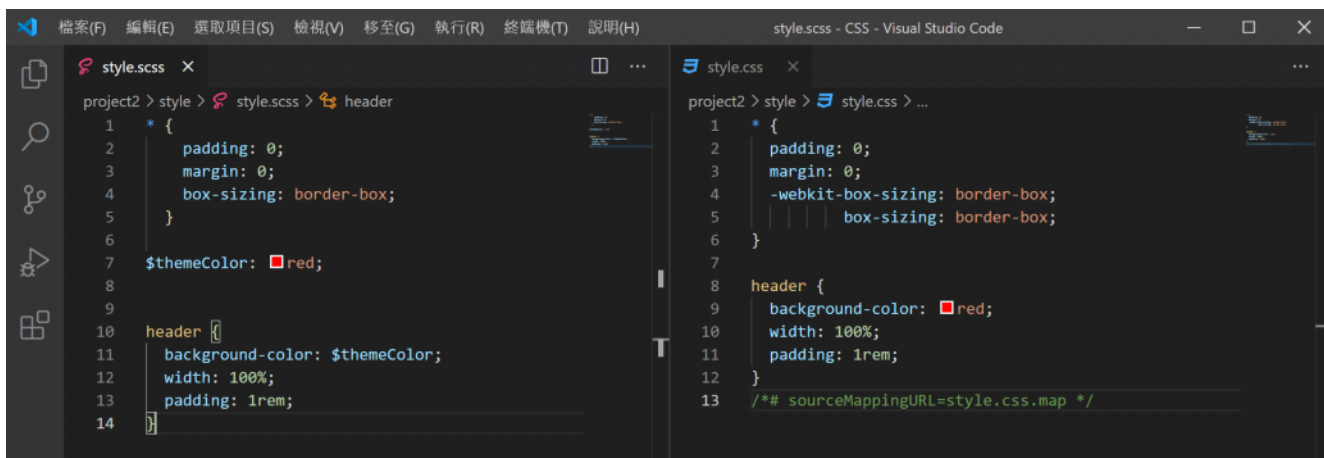 檔案(F) 編輯(E) 選取項目(S) 檢視(V) 移至(G) 執行(R) 終端機(T) 說明(H) style.scss - CSS - Visual Studio Code
style.scss
project2 > style > style.scss > header
1 * {
2 padding: 0;
3 margin: 0;
4 box-sizing: border-box;
5 }
6
7 $themeColor: red;
8
9
10 header {
11 background-color: $themeColor;
12 width: 100%;
13 padding: 1rem;
14 }
style.css
project2 > style > style.css > ...
1 * {
2 padding: 0;
3 margin: 0;
4 -webkit-box-sizing: border-box;
5 box-sizing: border-box;
6 }
7
8 header {
9 background-color: red;
10 width: 100%;
11 padding: 1rem;
12 }
13 /*# sourceMappingURL=style.css.map */